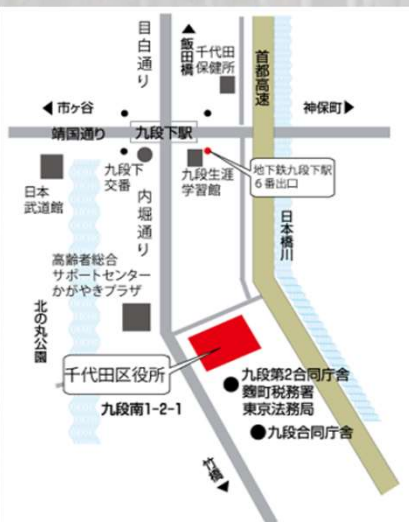 目白通り
▲飯田橋
千代田
保健所
首都高速
◀市ヶ谷
神保町▶
靖国通り
九段下駅
地下鉄九段下駅
6番出口
日本
武道館
九段下
交番
九段生涯
学習館
内堀通り
日本橋川
高齢者総合
サポートセンター
かがやきプラザ
北の丸公園
千代田区役所
九段南1-2-1
九段第2合同庁舎
麹町税務署
東京法務局
九段合同庁舎
竹橋▼